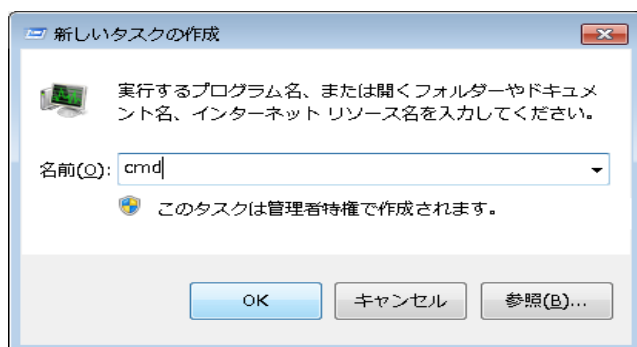 新しいタスクの作成
実行するプログラム名、または開くフォルダーやドキュメ
ント名、インターネット リソース名を入力してください。
名前(O): cmd
このタスクは管理者特権で作成されます。
OK キャンセル 参照(B)...